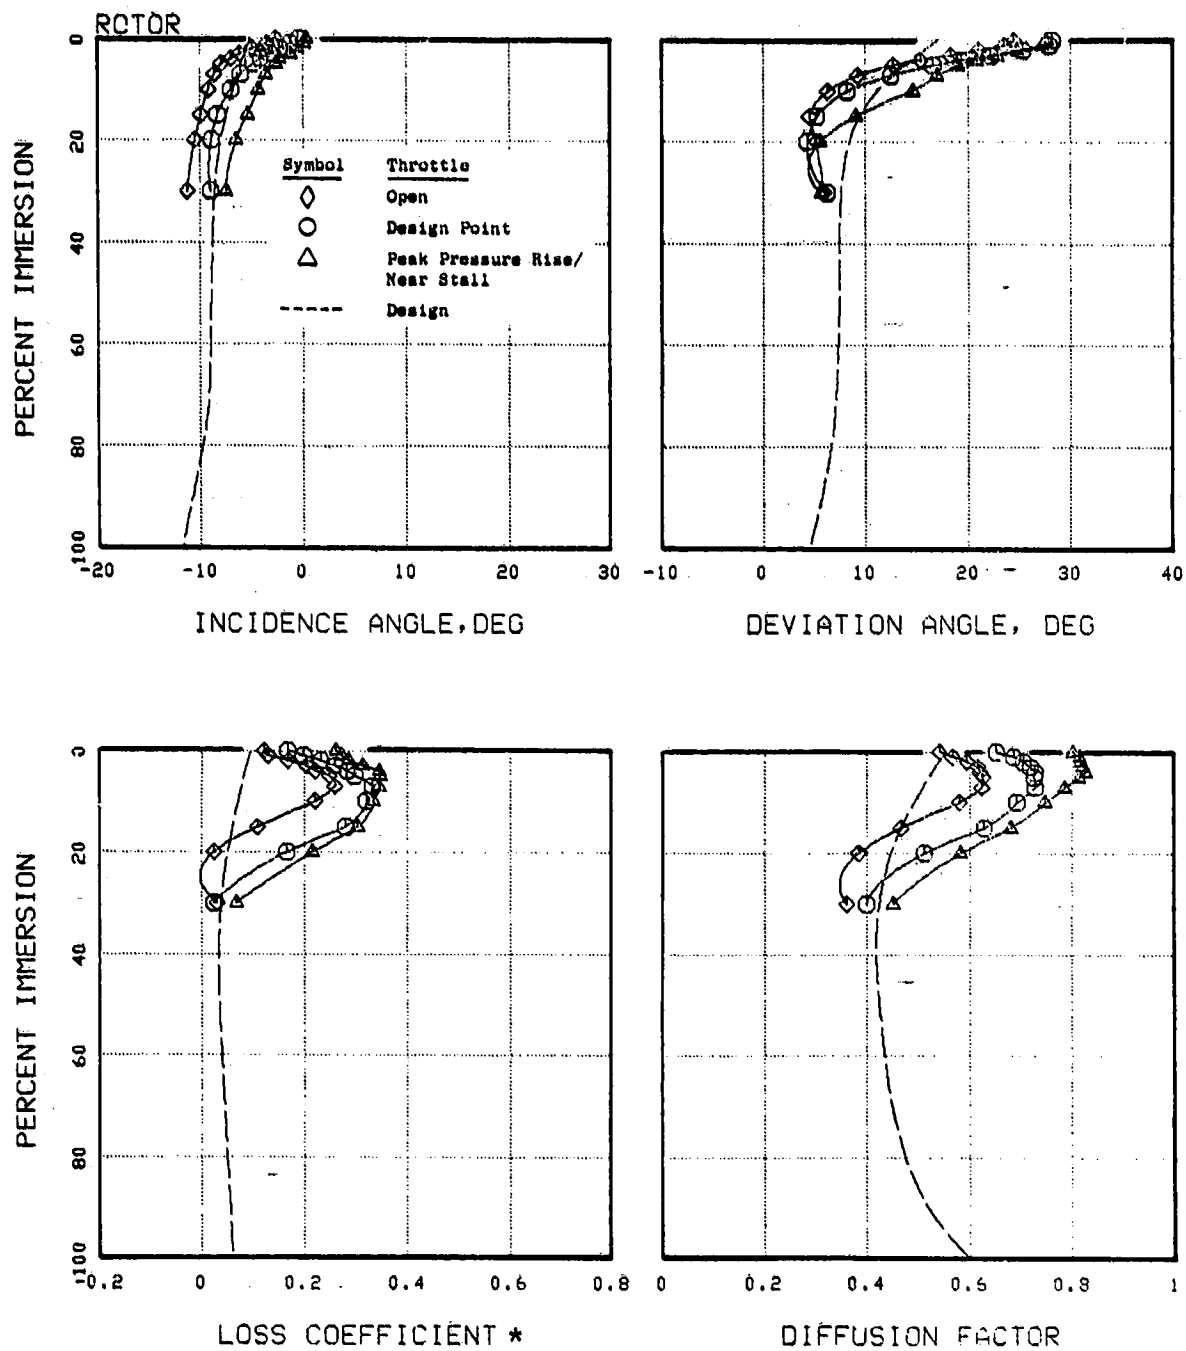 ROTOR
0
20
40
60
80
100
PERCENT IMMERSION
-20 -10 0 10 20 30
INCIDENCE ANGLE, DEG
Symbol Throttle
Open
Design Point
Peak Pressure Rise/
Near Stall
Design
-10 0 10 20 30 40
DEVIATION ANGLE, DEG
0
20
40
60
80
100
PERCENT IMMERSION
-0.2 0 0.2 0.4 0.6 0.8
LOSS COEFFICIENT *
0 0.2 0.4 0.6 0.8 1
DIFFUSION FACTOR